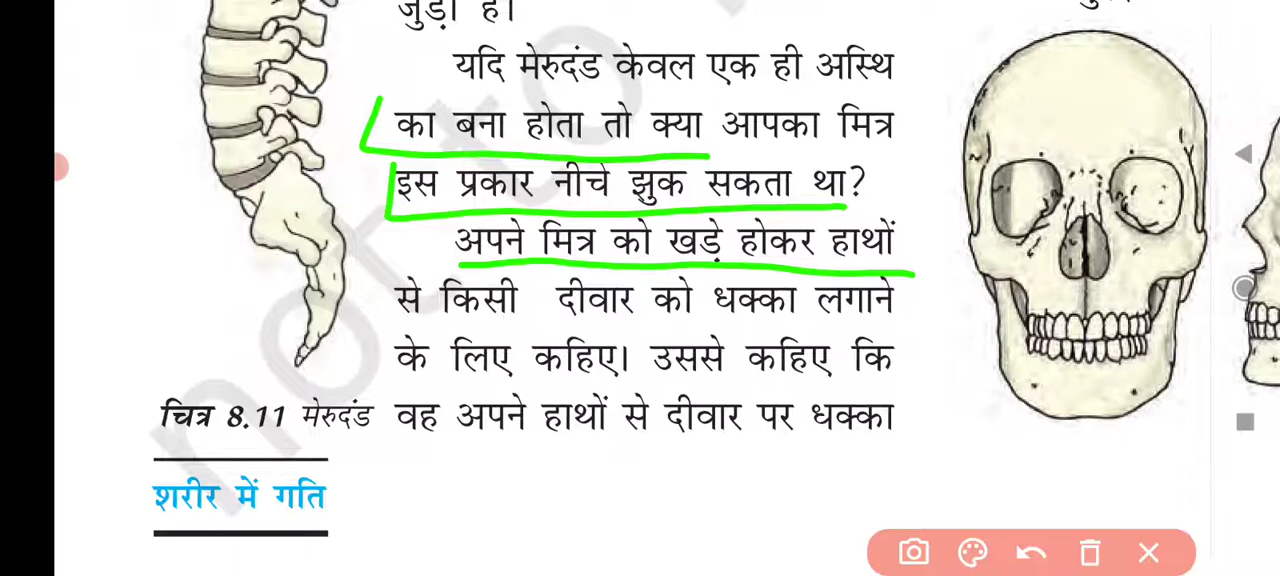 जुड़ी है।
यदि मेरुदंड केवल एक ही अस्थि
का बना होता तो क्या आपका मित्र
इस प्रकार नीचे झुक सकता था?
अपने मित्र को खड़े होकर हाथों
से किसी दीवार को धक्का लगाने
के लिए कहिए। उससे कहिए कि
वह अपने हाथों से दीवार पर धक्का
चित्र 8.11 मेरुदंड
शरीर में गति